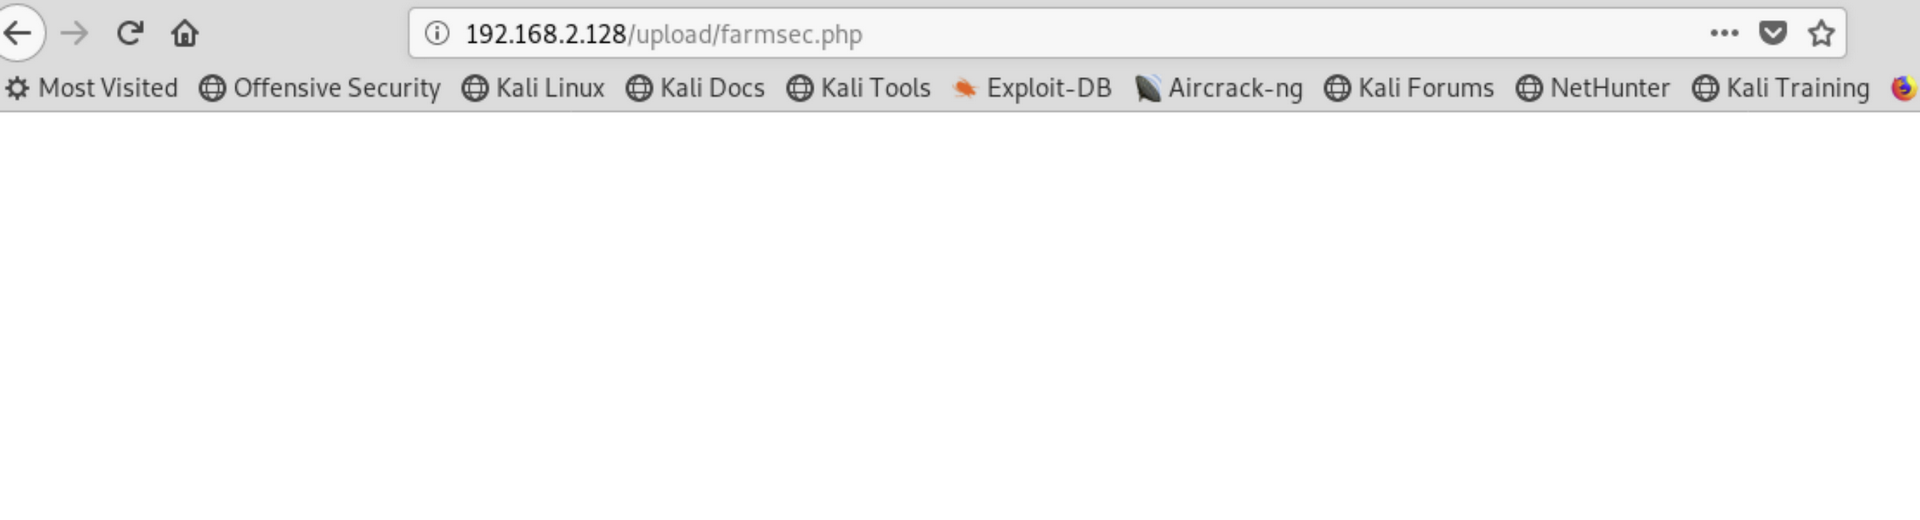 192.168.2.128/upload/farmsec.php
Most Visited Offensive Security Kali Linux Kali Docs Kali Tools Exploit-DB Aircrack-ng Kali Forums NetHunter Kali Training